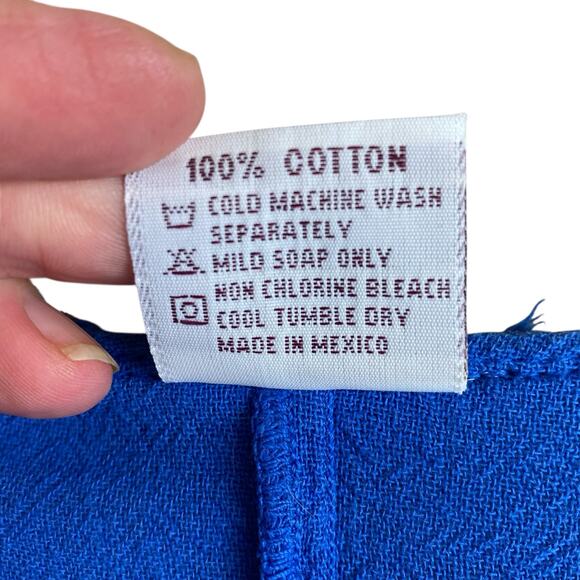 100% COTTON
COLD MACHINE WASH
SEPARATELY
MILD SOAP ONLY
NON CHLORINE BLEACH
COOL TUMBLE DRY
MADE IN MEXICO